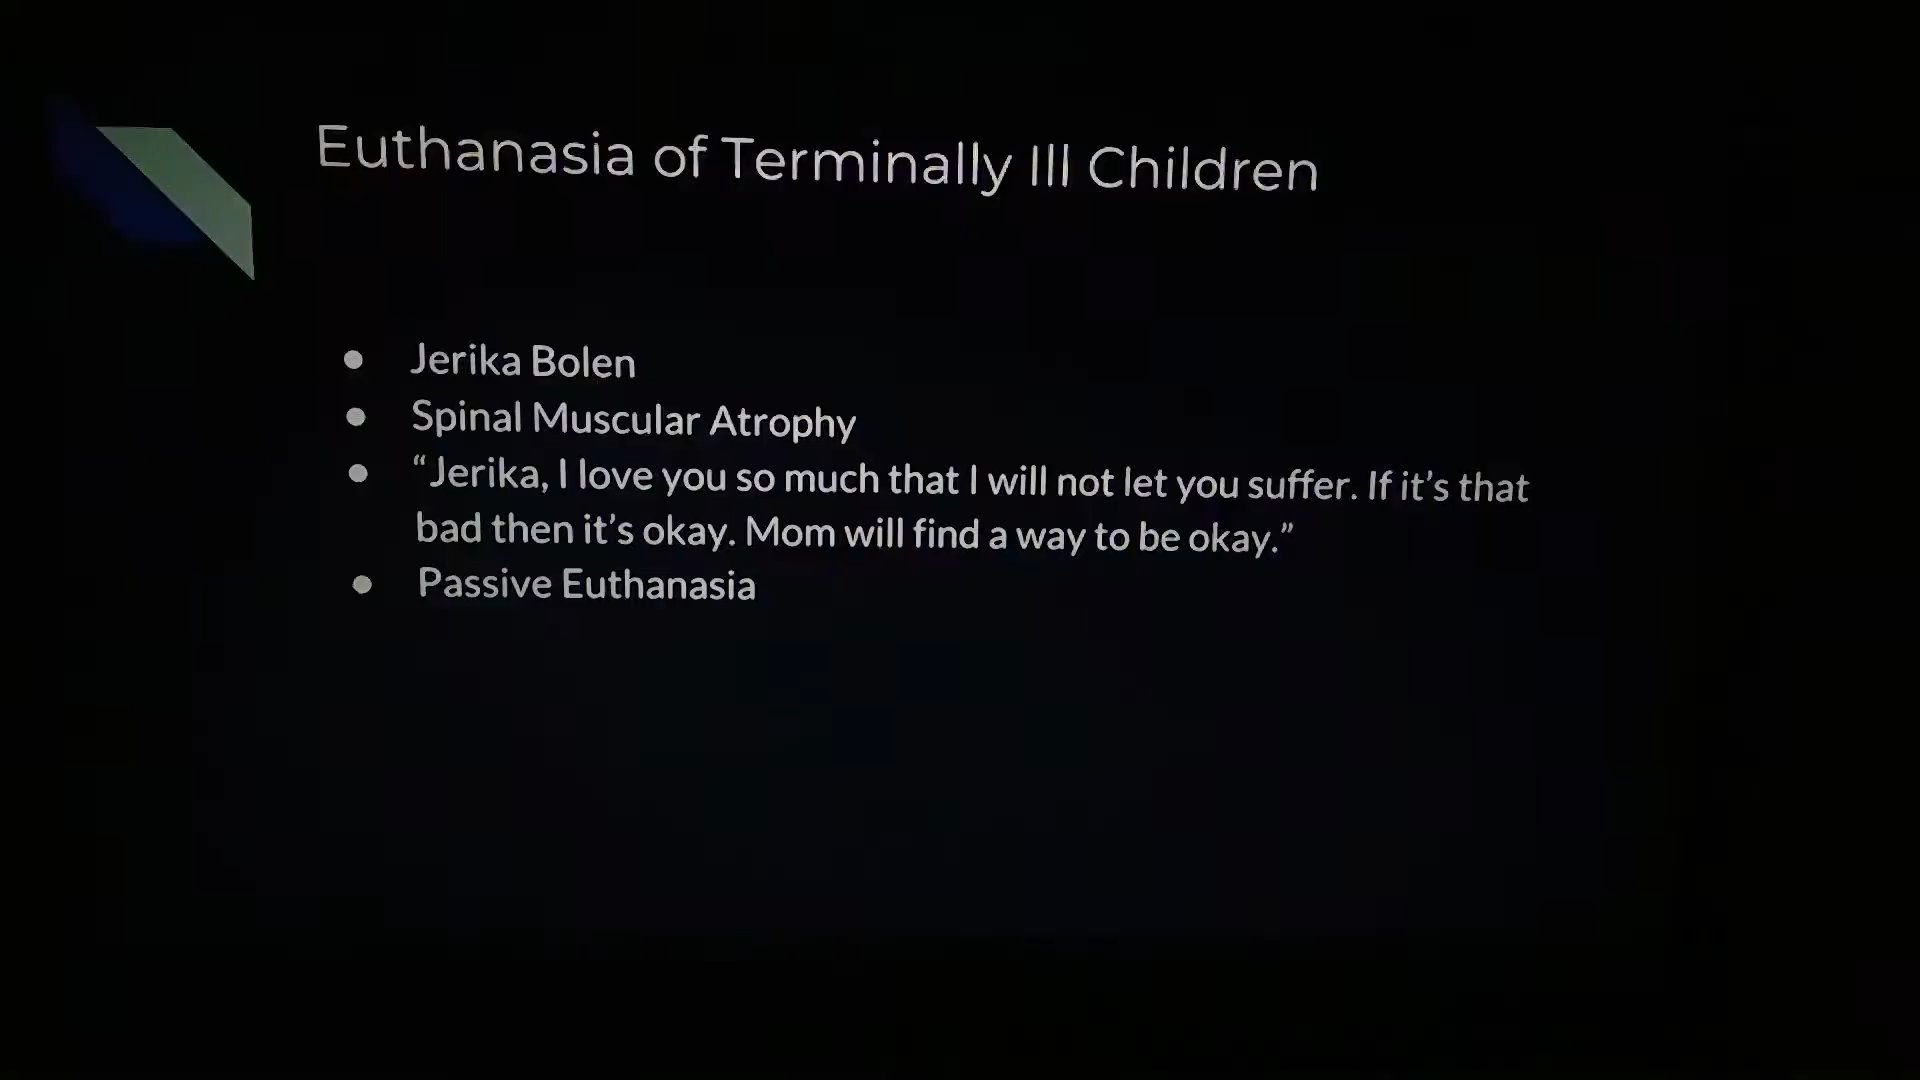 Euthanasia of Terminally Ill Children
● Jerika Bolen
● Spinal Muscular Atrophy
● “Jerika, I love you so much that I will not let you suffer. If it’s that
bad then it’s okay. Mom will find a way to be okay.”
● Passive Euthanasia